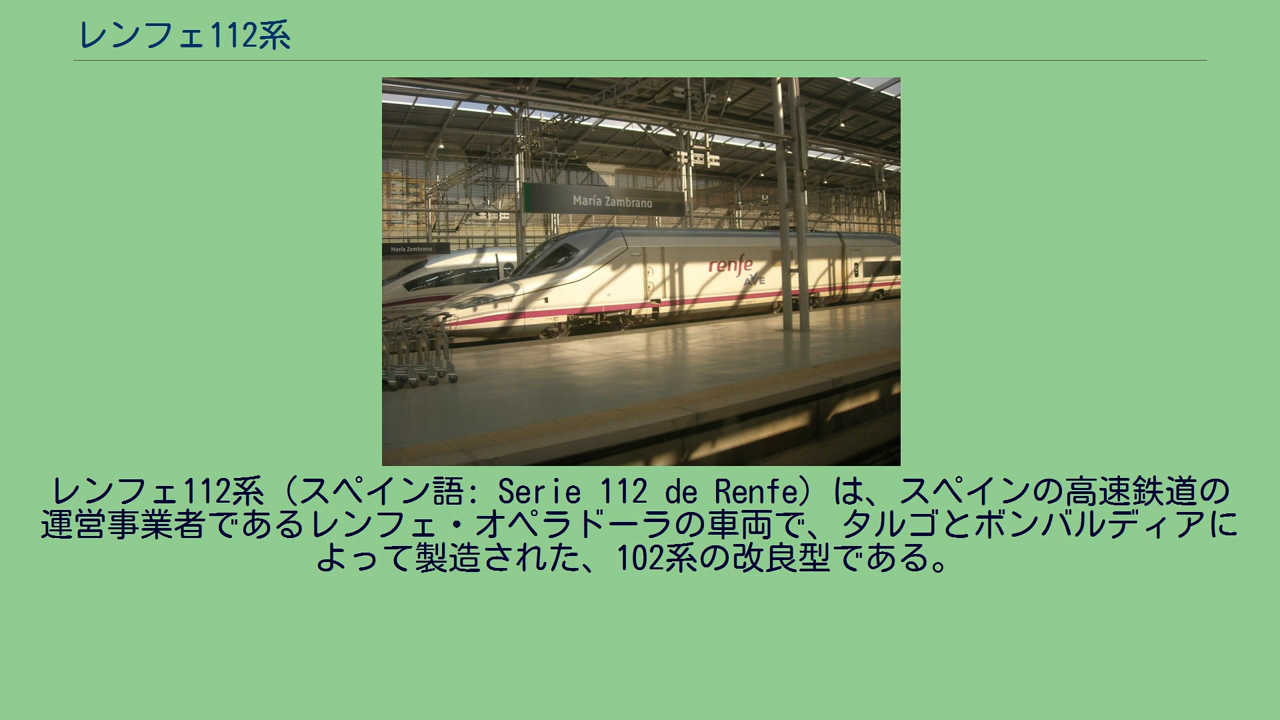 レンフェ112系
María Zambrano
María Zambrano
renfe
AVE
レンフェ112系（スペイン語: Serie 112 de Renfe）は、スペインの高速鉄道の
運営事業者であるレンフェ・オペラドーラの車両で、タルゴとボンバルディアに
よって製造された、102系の改良型である。